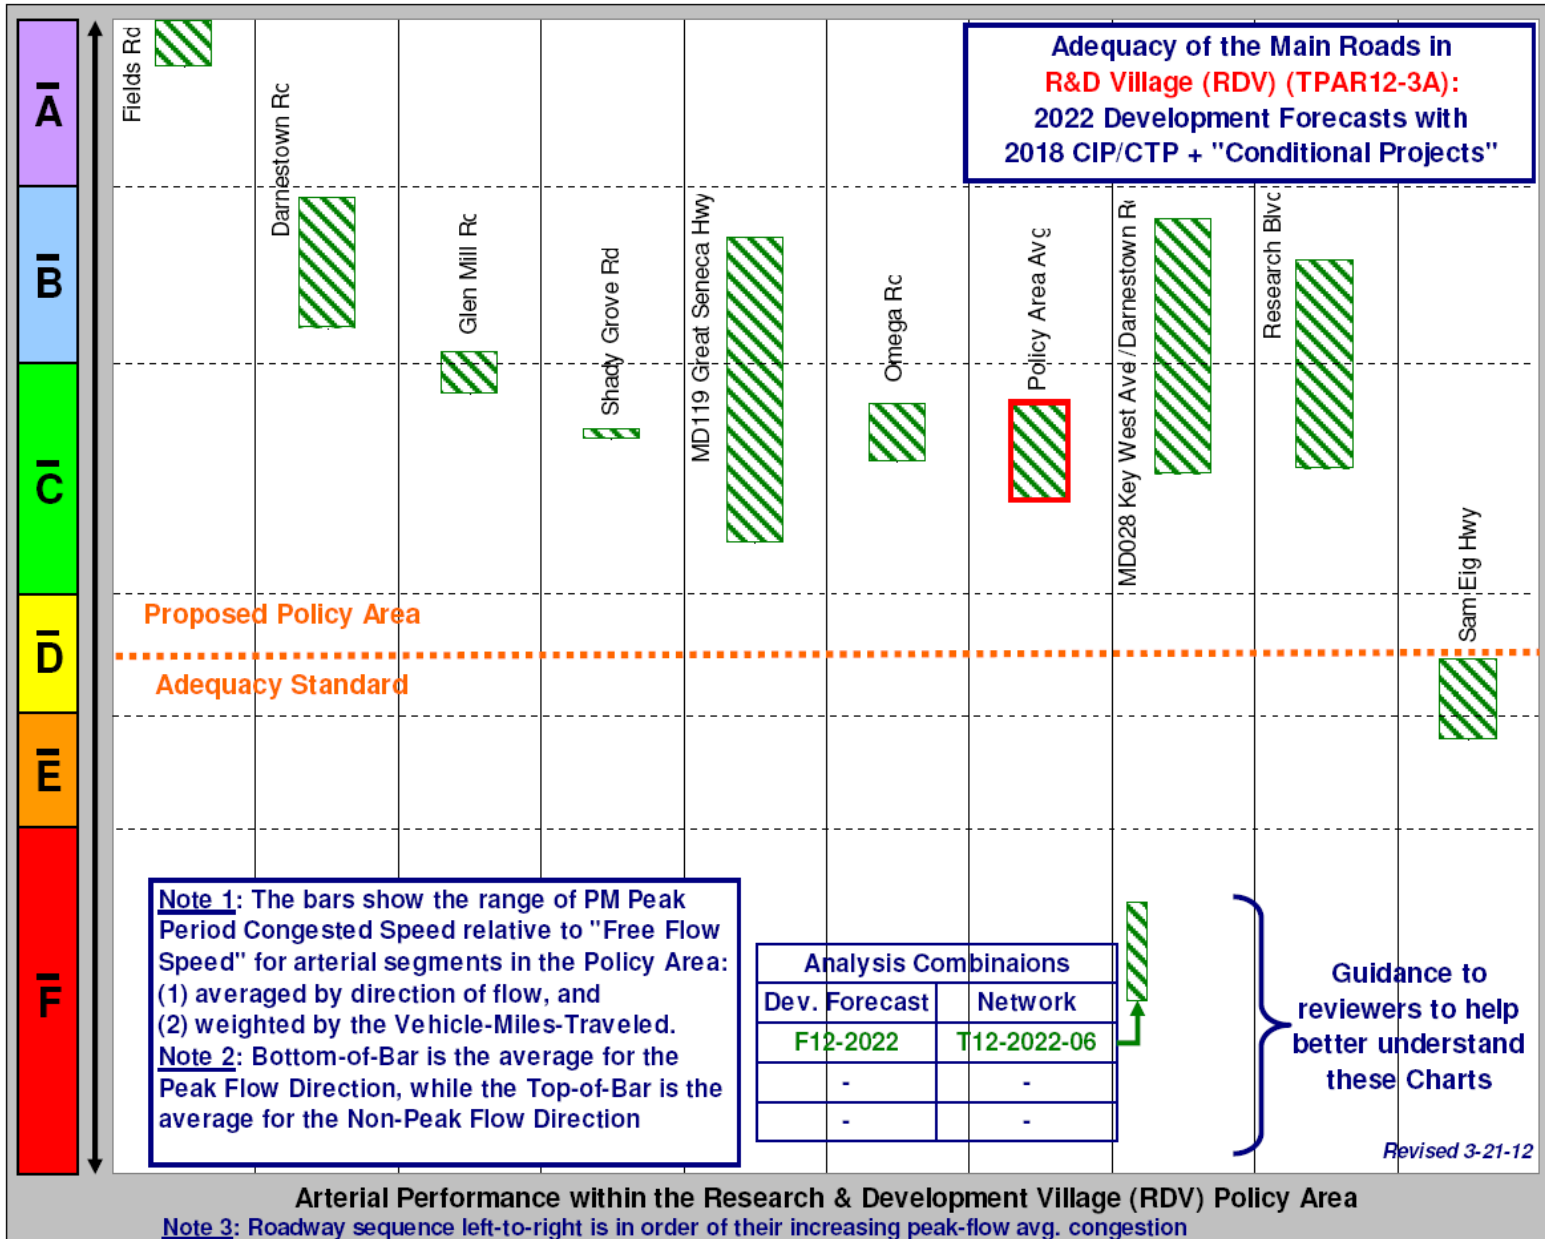 Adequacy of the Main Roads in
R&D Village (RDV) (TPAR12-3A):
2022 Development Forecasts with
2018 CIP/CTP + "Conditional Projects"
A
B
C
D
E
F
Fields Rd
Darnestown Rd
Glen Mill Rd
Shady Grove Rd
MD119 Great Seneca Hwy
Omega Rd
Policy Area Avg
MD028 Key West Ave /Darnestown Rd
Research Blvd
Sam Eig Hwy
Proposed Policy Area
Adequacy Standard
Note 1: The bars show the range of PM Peak
Period Congested Speed relative to "Free Flow
Speed" for arterial segments in the Policy Area:
(1) averaged by direction of flow, and
(2) weighted by the Vehicle-Miles-Traveled.
Note 2: Bottom-of-Bar is the average for the
Peak Flow Direction, while the Top-of-Bar is the
average for the Non-Peak Flow Direction
Analysis Combinaions
Dev. Forecast Network
F12-2022 T12-2022-06
- -
- -
Guidance to
reviewers to help
better understand
these Charts
Revised 3-21-12
Arterial Performance within the Research & Development Village (RDV) Policy Area
Note 3: Roadway sequence left-to-right is in order of their increasing peak-flow avg. congestion